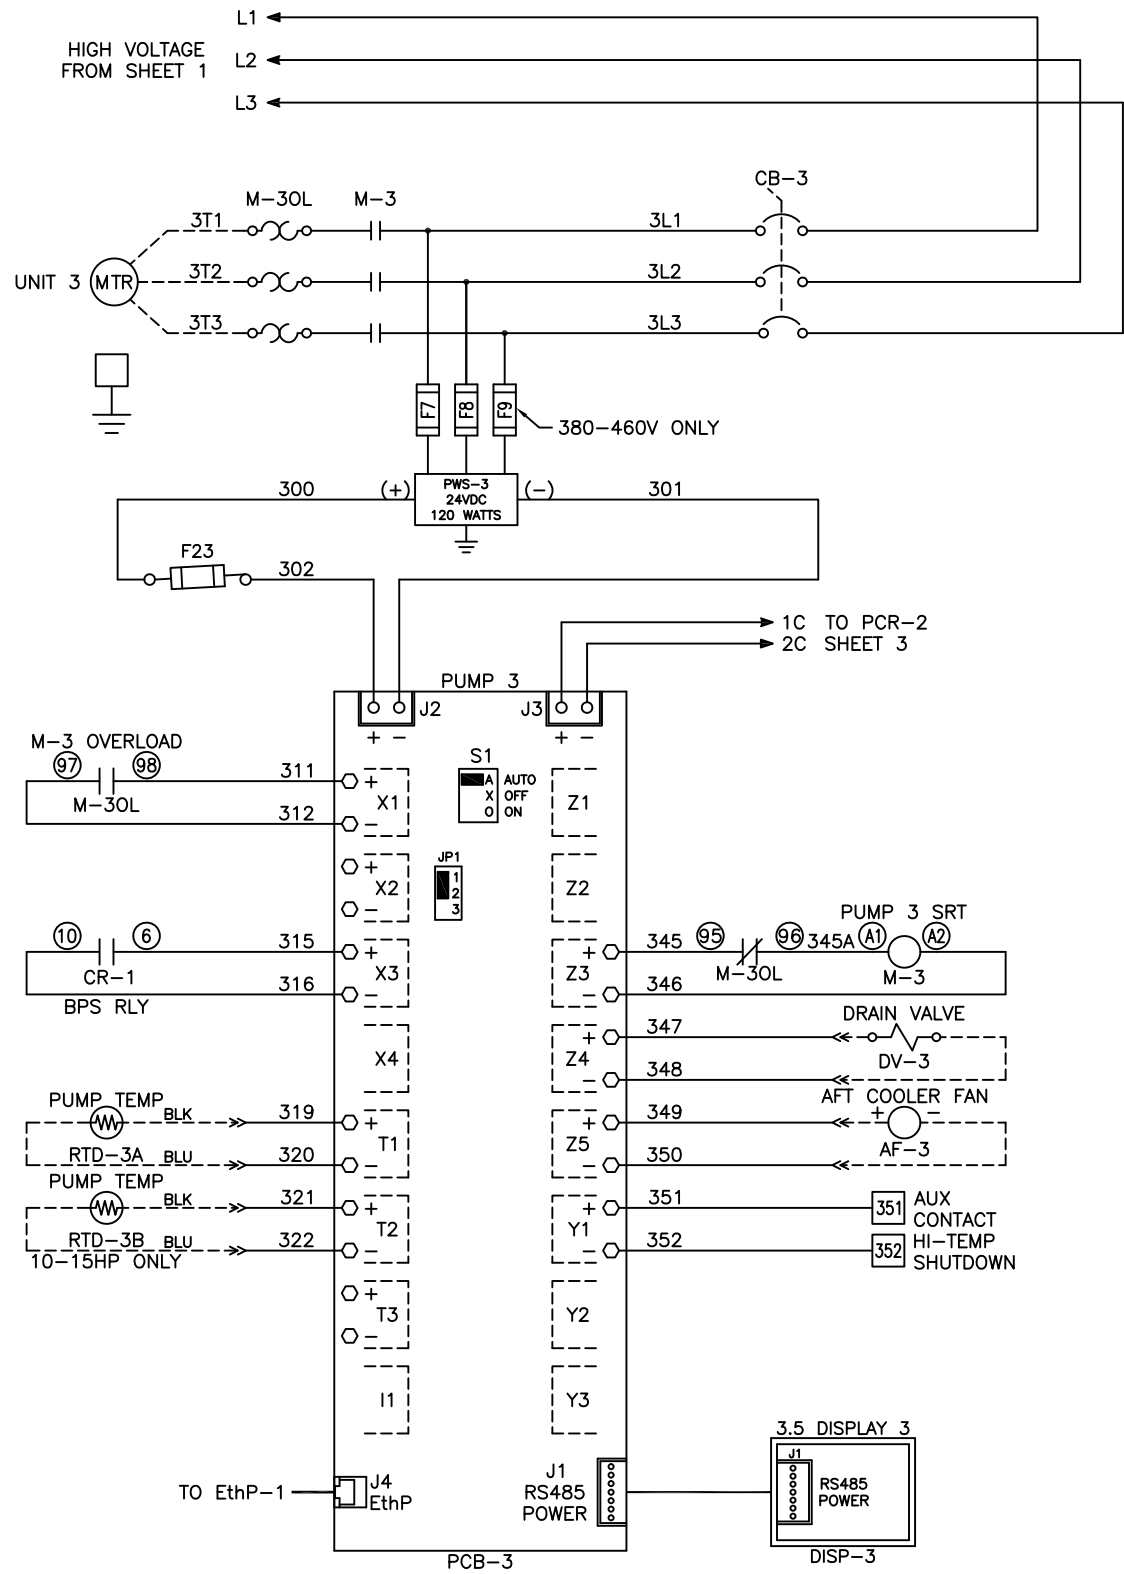 L1
HIGH VOLTAGE
FROM SHEET 1
L2
L3
CB-3
M-3OL
M-3
3T1
3L1
UNIT 3
MTR
3T2
3L2
3T3
3L3
F7
F8
F9
380-460V ONLY
300
(+)
PWS-3
24VDC
120 WATTS
(-)
301
F23
302
1C TO PCR-2
2C SHEET 3
PUMP 3
J2
J3
+ -
+ -
M-3 OVERLOAD
97
98
311
M-3OL
312
+
X1
-
S1
A AUTO
X OFF
O ON
Z1
JP1
1
2
3
+
X2
-
Z2
10
6
315
CR-1
316
BPS RLY
+
X3
-
PUMP 3 SRT
+
Z3
-
345
95
96
345A
A1
A2
M-3OL
M-3
346
X4
+
Z4
-
347
DRAIN VALVE
DV-3
348
PUMP TEMP
BLK
319
RTD-3A
BLU
320
+
T1
-
+
Z5
-
349
AFT COOLER FAN
+ -
AF-3
350
PUMP TEMP
BLK
321
RTD-3B
BLU
322
10-15HP ONLY
+
T2
-
+
Y1
-
351
351
AUX
CONTACT
352
352
HI-TEMP
SHUTDOWN
+
T3
-
Y2
I1
Y3
TO EthP-1
J4
EthP
J1
RS485
POWER
3.5 DISPLAY 3
J1
RS485
POWER
DISP-3
PCB-3